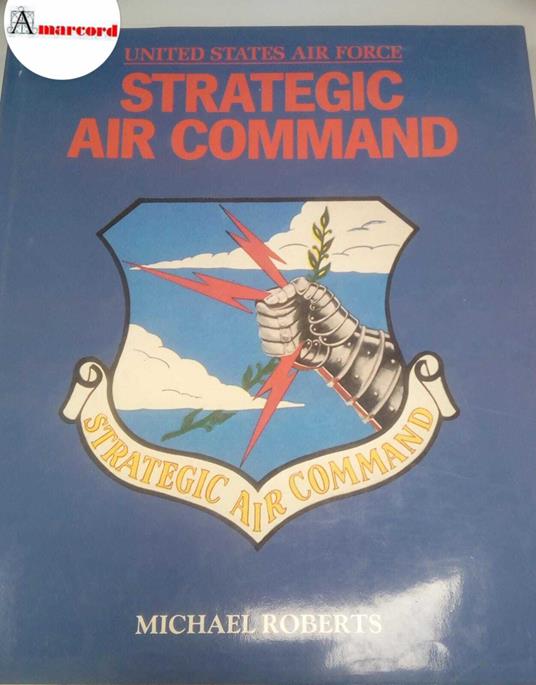 Amarcord
UNITED STATES AIR FORCE
STRATEGIC
AIR COMMAND
STRATEGIC AIR COMMAND
MICHAEL ROBERTS